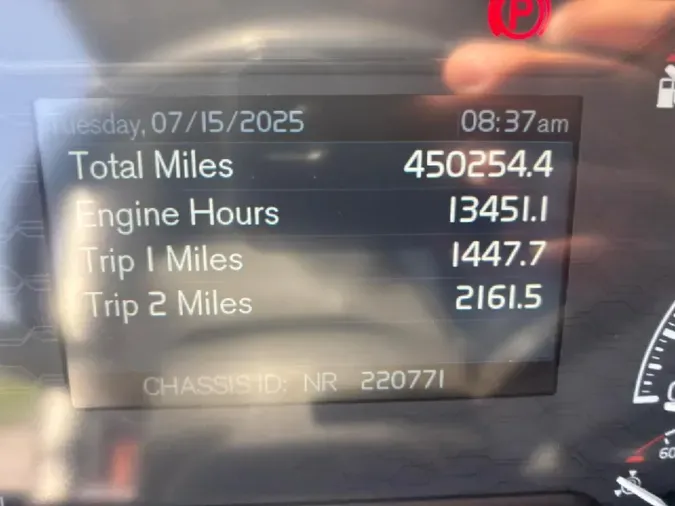 P
Tuesday, 07/15/2025 08:37am
Total Miles 450254.4
Engine Hours 13451.1
Trip 1 Miles 1447.7
Trip 2 Miles 2161.5
CHASSIS ID: NR 220771
60